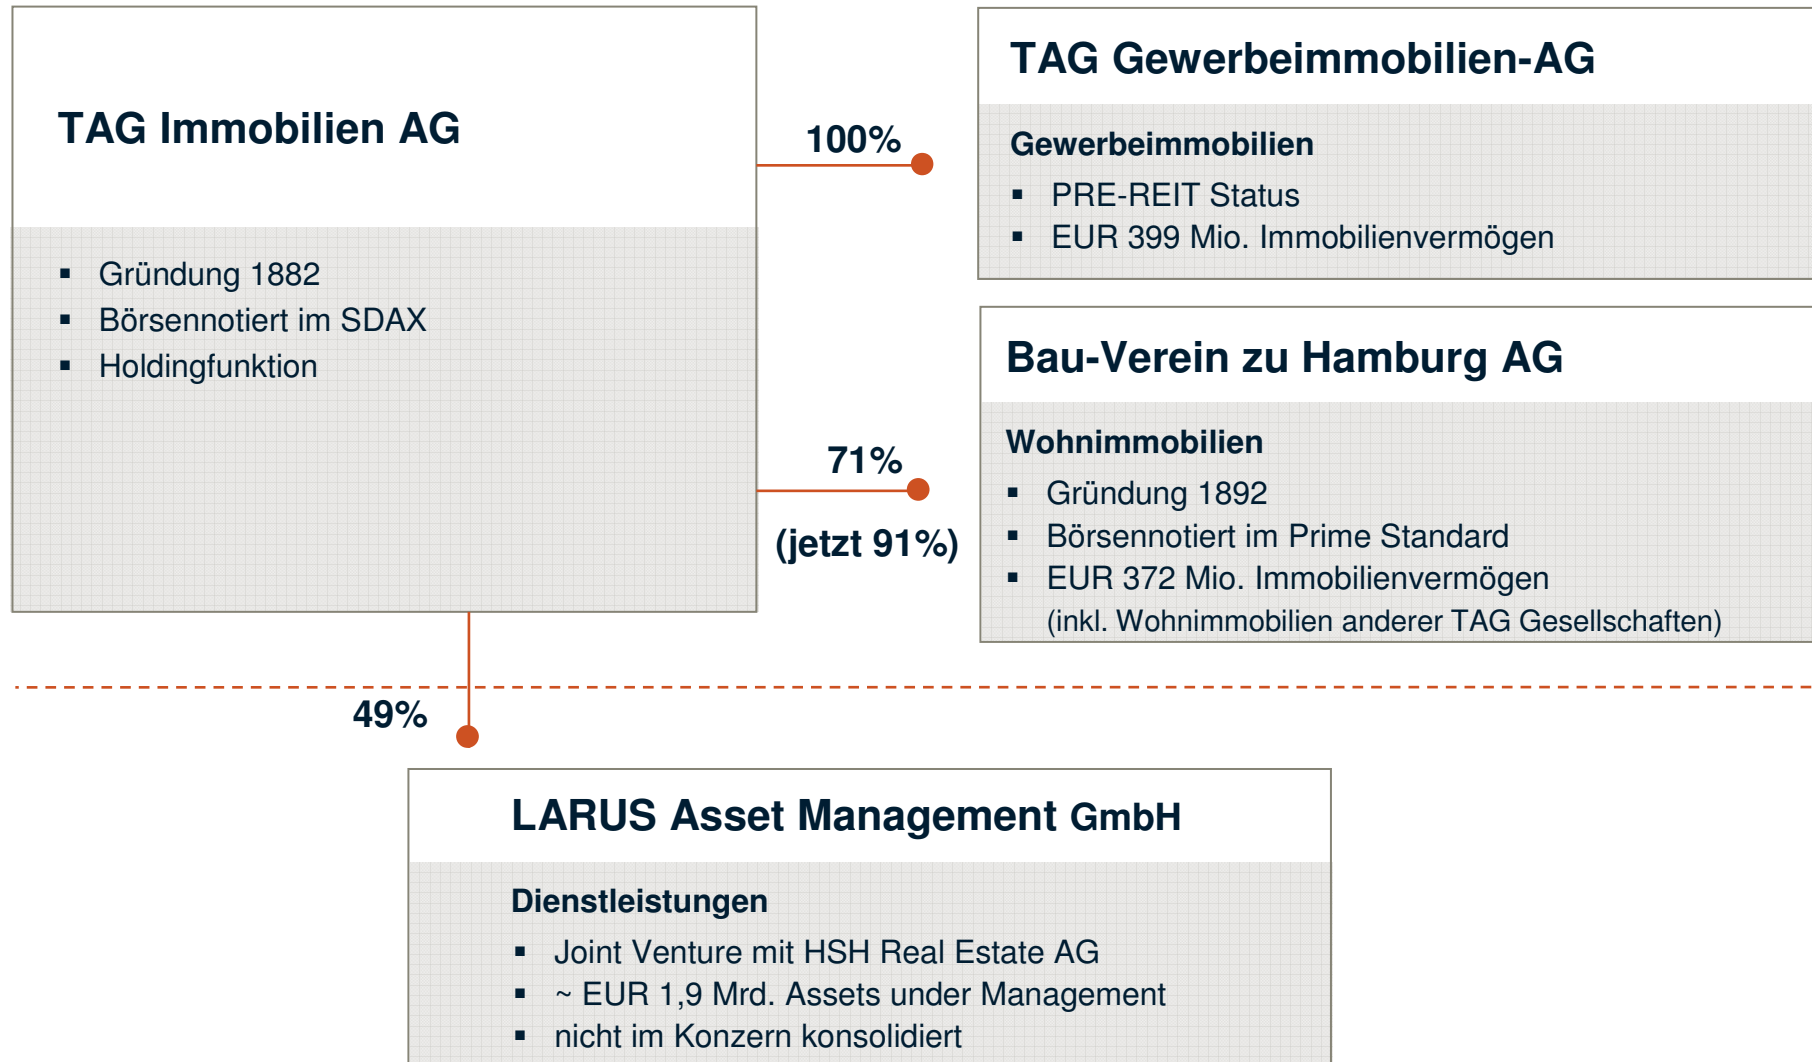 TAG Immobilien AG
▪ Gründung 1882
▪ Börsennotiert im SDAX
▪ Holdingfunktion
100%
TAG Gewerbeimmobilien-AG
Gewerbeimmobilien
▪ PRE-REIT Status
▪ EUR 399 Mio. Immobilienvermögen
71%
(jetzt 91%)
Bau-Verein zu Hamburg AG
Wohnimmobilien
▪ Gründung 1892
▪ Börsennotiert im Prime Standard
▪ EUR 372 Mio. Immobilienvermögen
(inkl. Wohnimmobilien anderer TAG Gesellschaften)
49%
LARUS Asset Management GmbH
Dienstleistungen
▪ Joint Venture mit HSH Real Estate AG
▪ ~ EUR 1,9 Mrd. Assets under Management
▪ nicht im Konzern konsolidiert